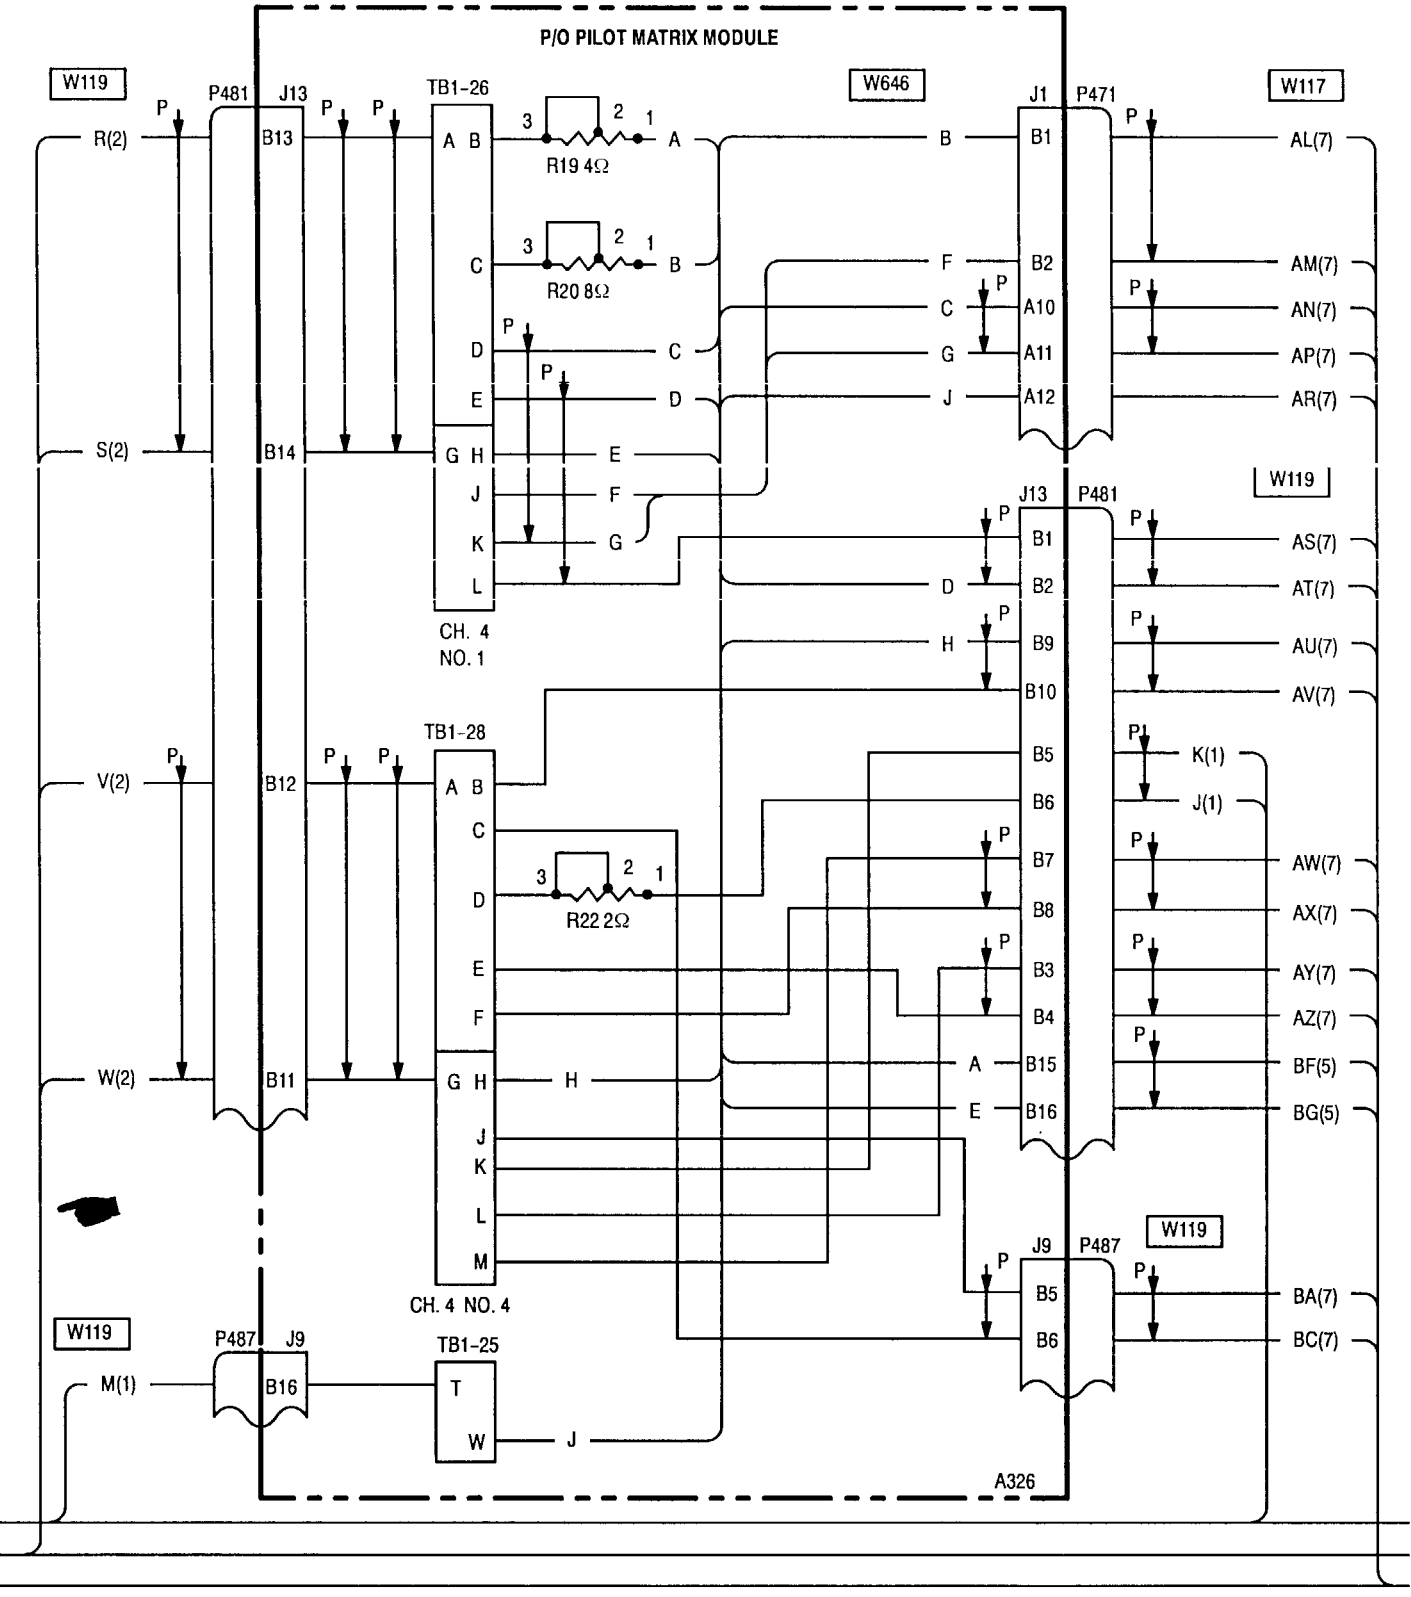 P/O PILOT MATRIX MODULE
W119 W646 W117
P481 J13 TB1-26 J1 P471
P P P 3 2 1 P
R(2) B13 A B A B B1 AL(7)
R19 4Ω
3 2 1
C B F B2 AM(7)
R20 8Ω
P P
C A10 AN(7)
P
D C G A11 AP(7)
P
E D J A12 AR(7)
S(2) B14 G H E
W119
J F J13 P481
P P
K G B1 AS(7)
L D B2 AT(7)
CH. 4
NO. 1
P P
H B9 AU(7)
B10 AV(7)
TB1-28
P P P P
B5 K(1)
V(2) B12 A B
B6 J(1)
C
P P
3 2 1 B7 AW(7)
D
R22 2Ω
B8 AX(7)
P P
E B3 AY(7)
F B4 AZ(7)
P
A B15 BF(5)
W(2) B11 G H H
E B16 BG(5)
J
K
L
W119
M J9 P487
P P
B5 BA(7)
CH. 4 NO. 4
W119
P487 J9 TB1-25 B6 BC(7)
M(1) B16 T
W J
A326